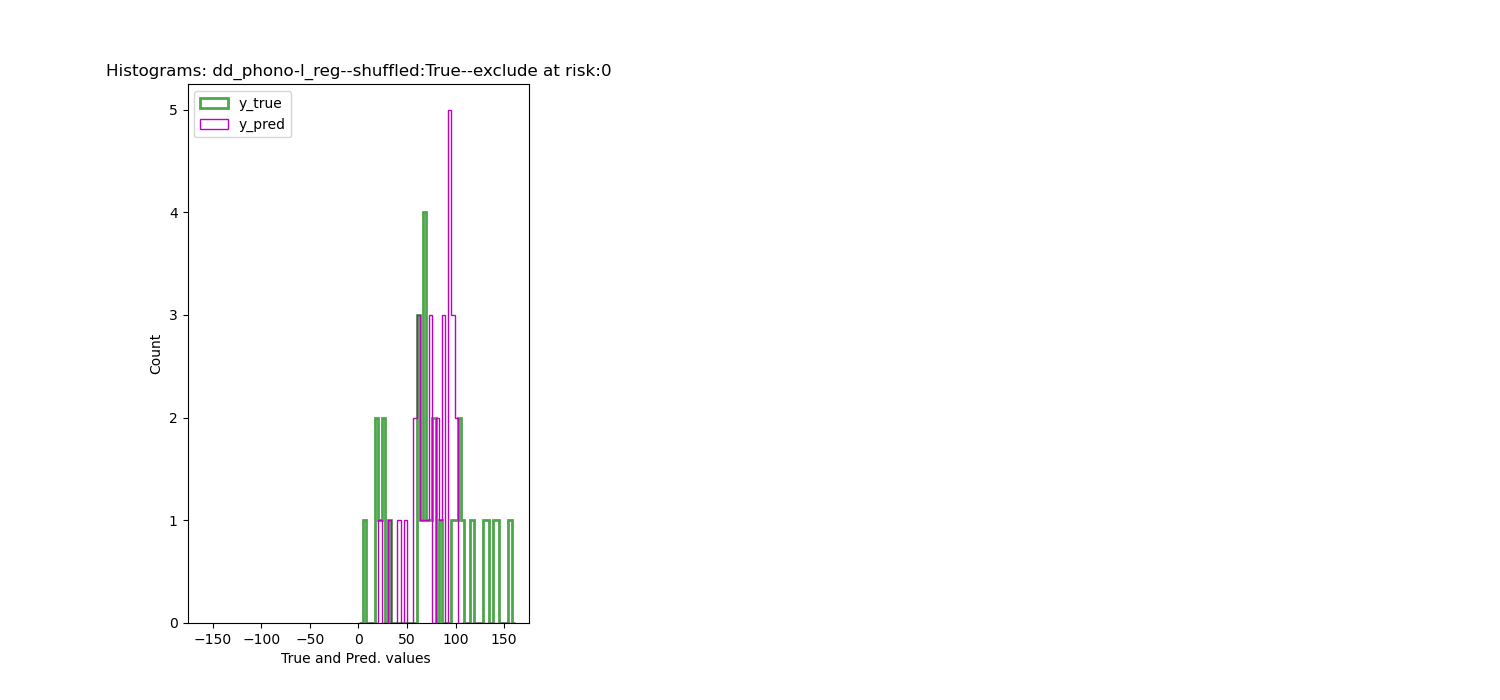 Histograms: dd_phono-l_reg--shuffled:True--exclude at risk:0
y_true
y_pred
5
4
3
2
1
0
Count
−150 −100 −50 0 50 100 150
True and Pred. values